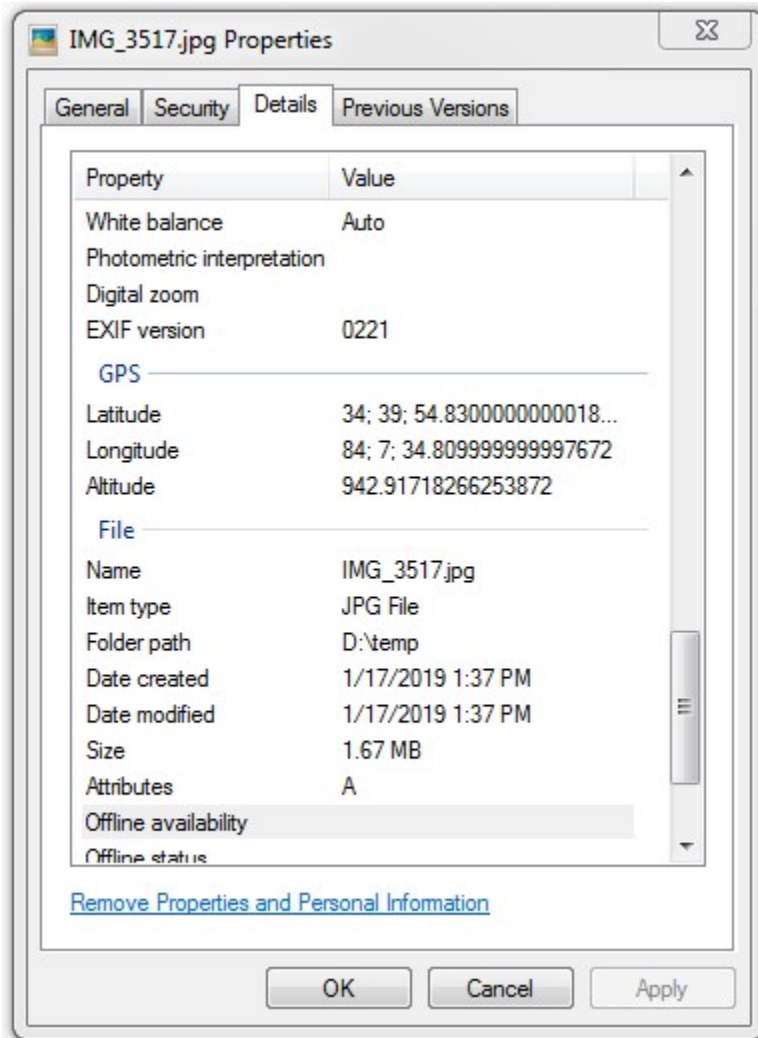 IMG_3517.jpg Properties
General Security Details Previous Versions
Property Value
White balance Auto
Photometric interpretation
Digital zoom
EXIF version 0221
GPS
Latitude 34; 39; 54.8300000000018...
Longitude 84; 7; 34.809999999997672
Altitude 942.91718266253872
File
Name IMG_3517.jpg
Item type JPG File
Folder path D:\temp
Date created 1/17/2019 1:37 PM
Date modified 1/17/2019 1:37 PM
Size 1.67 MB
Attributes A
Offline availability
Offline status
Remove Properties and Personal Information
OK Cancel Apply